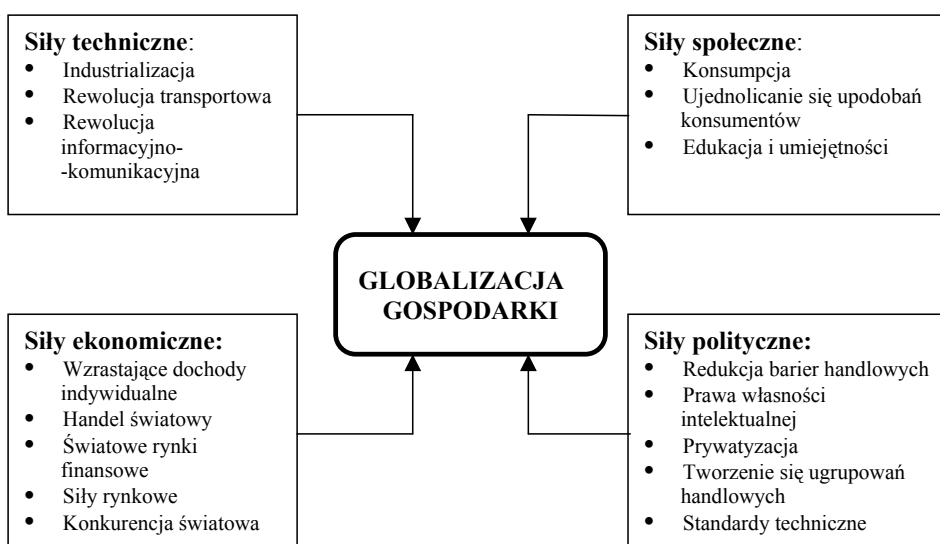 Siły techniczne:
• Industrializacja
• Rewolucja transportowa
• Rewolucja
informacyjno-
-komunikacyjna
Siły społeczne:
• Konsumpcja
• Ujednolicanie się upodobań
konsumentów
• Edukacja i umiejętności
GLOBALIZACJA
GOSPODARKI
Siły ekonomiczne:
• Wzrastające dochody
indywidualne
• Handel światowy
• Światowe rynki
finansowe
• Siły rynkowe
• Konkurencja światowa
Siły polityczne:
• Redukcja barier handlowych
• Prawa własności
intelektualnej
• Prywatyzacja
• Tworzenie się ugrupowań
handlowych
• Standardy techniczne